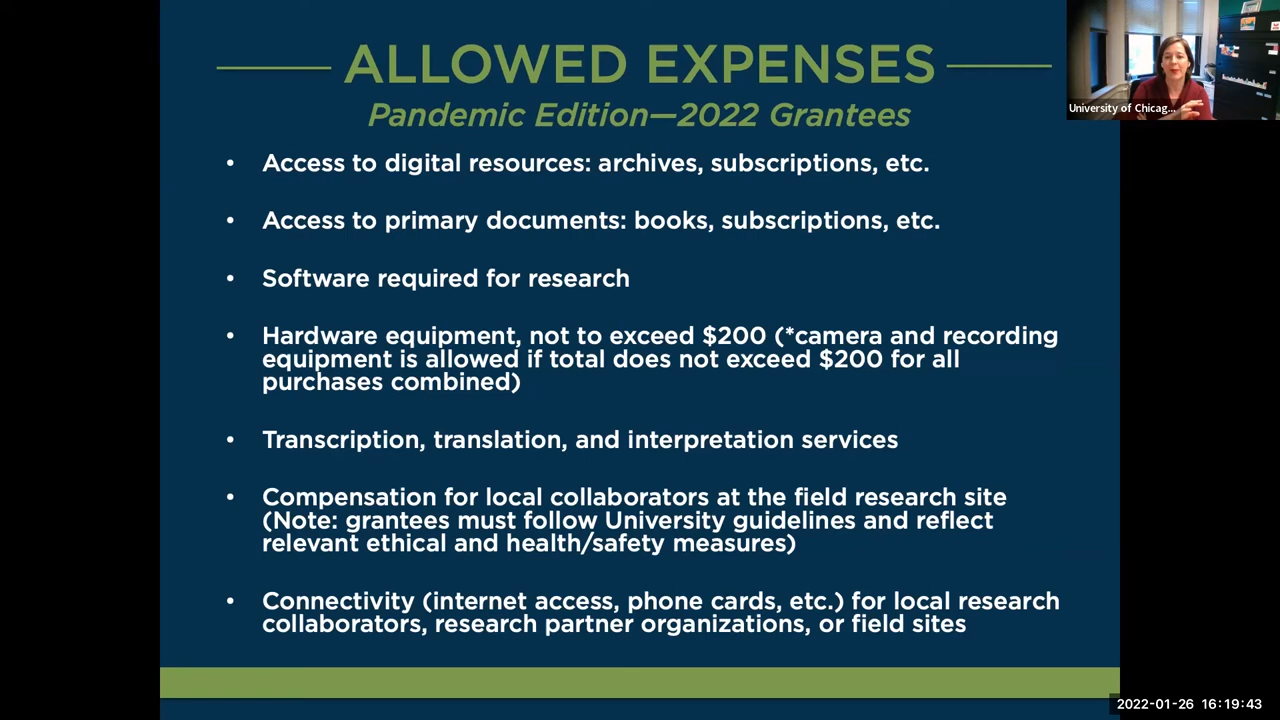 ALLOWED EXPENSES
Pandemic Edition—2022 Grantees
• Access to digital resources: archives, subscriptions, etc.
• Access to primary documents: books, subscriptions, etc.
• Software required for research
• Hardware equipment, not to exceed $200 (*camera and recording
equipment is allowed if total does not exceed $200 for all
purchases combined)
• Transcription, translation, and interpretation services
• Compensation for local collaborators at the field research site
(Note: grantees must follow University guidelines and reflect
relevant ethical and health/safety measures)
• Connectivity (internet access, phone cards, etc.) for local research
collaborators, research partner organizations, or field sites
University of Chicag...
2022-01-26 16:19:43